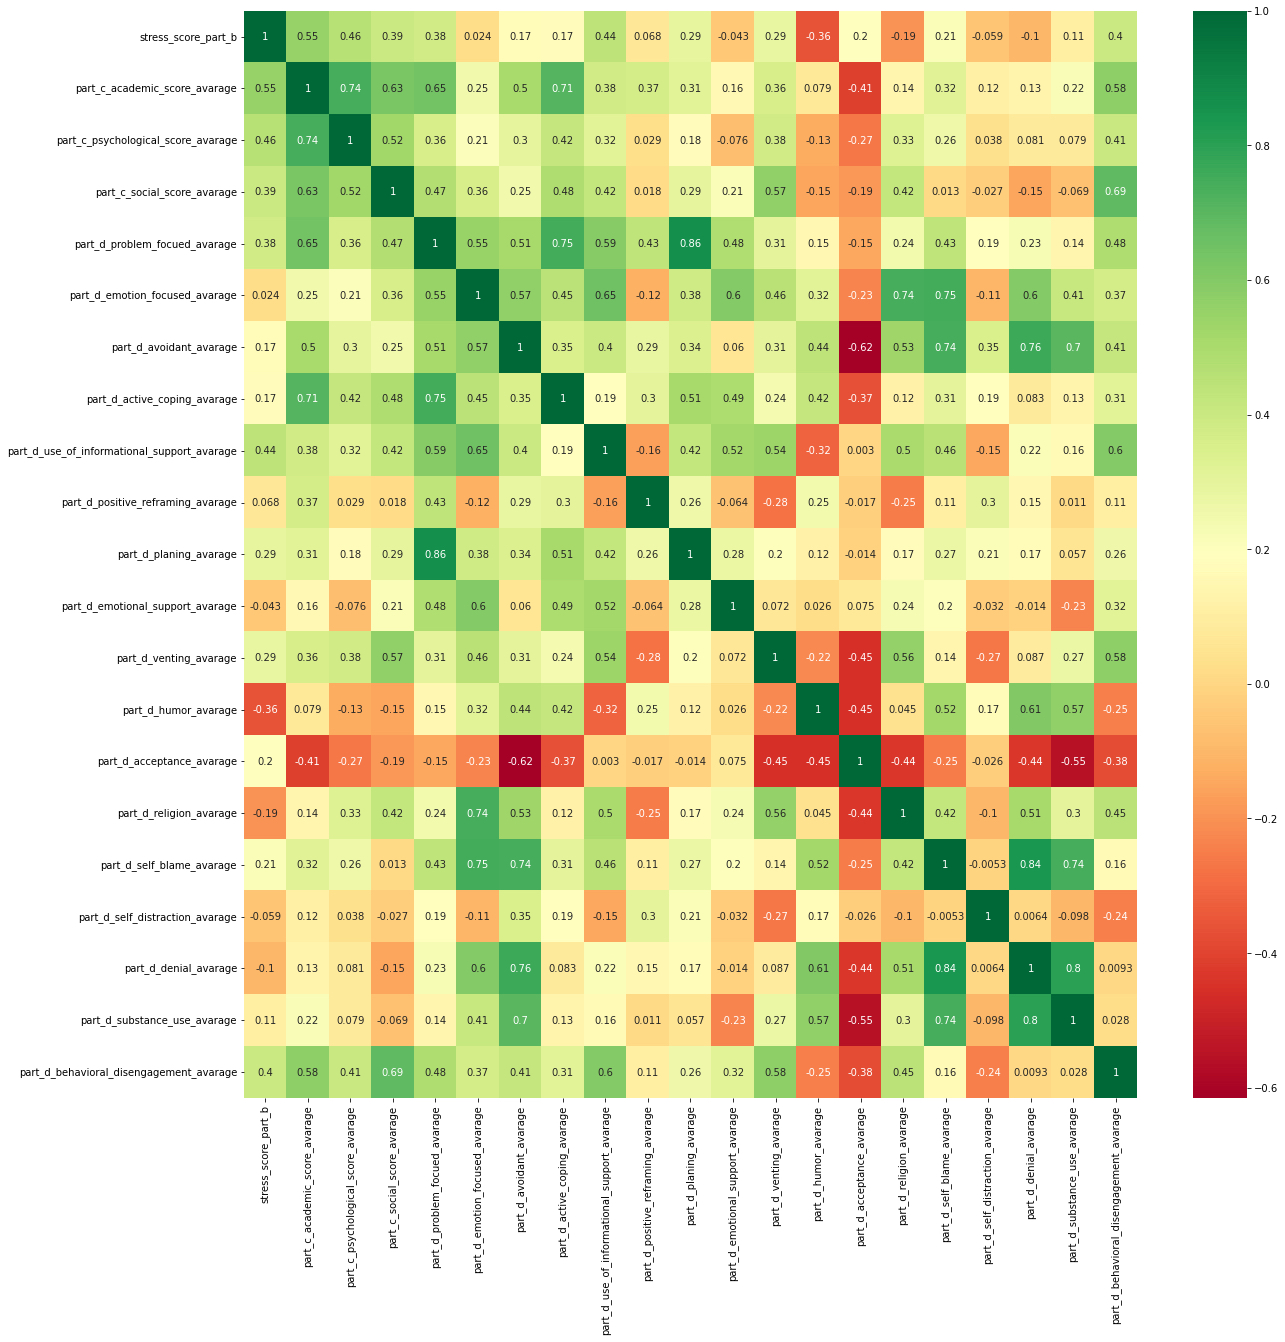 stress_score_part_b 1 0.55 0.46 0.39 0.38 0.024 0.17 0.17 0.44 0.068 0.29 -0.043 0.29 -0.36 0.2 -0.19 0.21 -0.059 -0.1 0.11 0.4
part_c_academic_score_avarage 0.55 1 0.74 0.63 0.65 0.25 0.5 0.71 0.38 0.37 0.31 0.16 0.36 0.079 -0.41 0.14 0.32 0.12 0.13 0.22 0.58
part_c_psychological_score_avarage 0.46 0.74 1 0.52 0.36 0.21 0.3 0.42 0.32 0.029 0.18 -0.076 0.38 -0.13 -0.27 0.33 0.26 0.038 0.081 0.079 0.41
part_c_social_score_avarage 0.39 0.63 0.52 1 0.47 0.36 0.25 0.48 0.42 0.018 0.29 0.21 0.57 -0.15 -0.19 0.42 0.013 -0.027 -0.15 -0.069 0.69
part_d_problem_focued_avarage 0.38 0.65 0.36 0.47 1 0.55 0.51 0.75 0.59 0.43 0.86 0.48 0.31 0.15 -0.15 0.24 0.43 0.19 0.23 0.14 0.48
part_d_emotion_focused_avarage 0.024 0.25 0.21 0.36 0.55 1 0.57 0.45 0.65 -0.12 0.38 0.6 0.46 0.32 -0.23 0.74 0.75 -0.11 0.6 0.41 0.37
part_d_avoidant_avarage 0.17 0.5 0.3 0.25 0.51 0.57 1 0.35 0.4 0.29 0.34 0.06 0.31 0.44 -0.62 0.53 0.74 0.35 0.76 0.7 0.41
part_d_active_coping_avarage 0.17 0.71 0.42 0.48 0.75 0.45 0.35 1 0.19 0.3 0.51 0.49 0.24 0.42 -0.37 0.12 0.31 0.19 0.083 0.13 0.31
part_d_use_of_informational_support_avarage 0.44 0.38 0.32 0.42 0.59 0.65 0.4 0.19 1 -0.16 0.42 0.52 0.54 -0.32 0.003 0.5 0.46 -0.15 0.22 0.16 0.6
part_d_positive_reframing_avarage 0.068 0.37 0.029 0.018 0.43 -0.12 0.29 0.3 -0.16 1 0.26 -0.064 -0.28 0.25 -0.017 -0.25 0.11 0.3 0.15 0.011 0.11
part_d_planing_avarage 0.29 0.31 0.18 0.29 0.86 0.38 0.34 0.51 0.42 0.26 1 0.28 0.2 0.12 -0.014 0.17 0.27 0.21 0.17 0.057 0.26
part_d_emotional_support_avarage -0.043 0.16 -0.076 0.21 0.48 0.6 0.06 0.49 0.52 -0.064 0.28 1 0.072 0.026 0.075 0.24 0.2 -0.032 -0.014 -0.23 0.32
part_d_venting_avarage 0.29 0.36 0.38 0.57 0.31 0.46 0.31 0.24 0.54 -0.28 0.2 0.072 1 -0.22 -0.45 0.56 0.14 -0.27 0.087 0.27 0.58
part_d_humor_avarage -0.36 0.079 -0.13 -0.15 0.15 0.32 0.44 0.42 -0.32 0.25 0.12 0.026 -0.22 1 -0.45 0.045 0.52 0.17 0.61 0.57 -0.25
part_d_acceptance_avarage 0.2 -0.41 -0.27 -0.19 -0.15 -0.23 -0.62 -0.37 0.003 -0.017 -0.014 0.075 -0.45 -0.45 1 -0.44 -0.25 -0.026 -0.44 -0.55 -0.38
part_d_religion_avarage -0.19 0.14 0.33 0.42 0.24 0.74 0.53 0.12 0.5 -0.25 0.17 0.24 0.56 0.045 -0.44 1 0.42 -0.1 0.51 0.3 0.45
part_d_self_blame_avarage 0.21 0.32 0.26 0.013 0.43 0.75 0.74 0.31 0.46 0.11 0.27 0.2 0.14 0.52 -0.25 0.42 1 -0.0053 0.84 0.74 0.16
part_d_self_distraction_avarage -0.059 0.12 0.038 -0.027 0.19 -0.11 0.35 0.19 -0.15 0.3 0.21 -0.032 -0.27 0.17 -0.026 -0.1 -0.0053 1 0.0064 -0.098 -0.24
part_d_denial_avarage -0.1 0.13 0.081 -0.15 0.23 0.6 0.76 0.083 0.22 0.15 0.17 -0.014 0.087 0.61 -0.44 0.51 0.84 0.0064 1 0.8 0.0093
part_d_substance_use_avarage 0.11 0.22 0.079 -0.069 0.14 0.41 0.7 0.13 0.16 0.011 0.057 -0.23 0.27 0.57 -0.55 0.3 0.74 -0.098 0.8 1 0.028
part_d_behavioral_disengagement_avarage 0.4 0.58 0.41 0.69 0.48 0.37 0.41 0.31 0.6 0.11 0.26 0.32 0.58 -0.25 -0.38 0.45 0.16 -0.24 0.0093 0.028 1
stress_score_part_b
part_c_academic_score_avarage
part_c_psychological_score_avarage
part_c_social_score_avarage
part_d_problem_focued_avarage
part_d_emotion_focused_avarage
part_d_avoidant_avarage
part_d_active_coping_avarage
part_d_use_of_informational_support_avarage
part_d_positive_reframing_avarage
part_d_planing_avarage
part_d_emotional_support_avarage
part_d_venting_avarage
part_d_humor_avarage
part_d_acceptance_avarage
part_d_religion_avarage
part_d_self_blame_avarage
part_d_self_distraction_avarage
part_d_denial_avarage
part_d_substance_use_avarage
part_d_behavioral_disengagement_avarage
1.0
0.8
0.6
0.4
0.2
0.0
−0.2
−0.4
−0.6